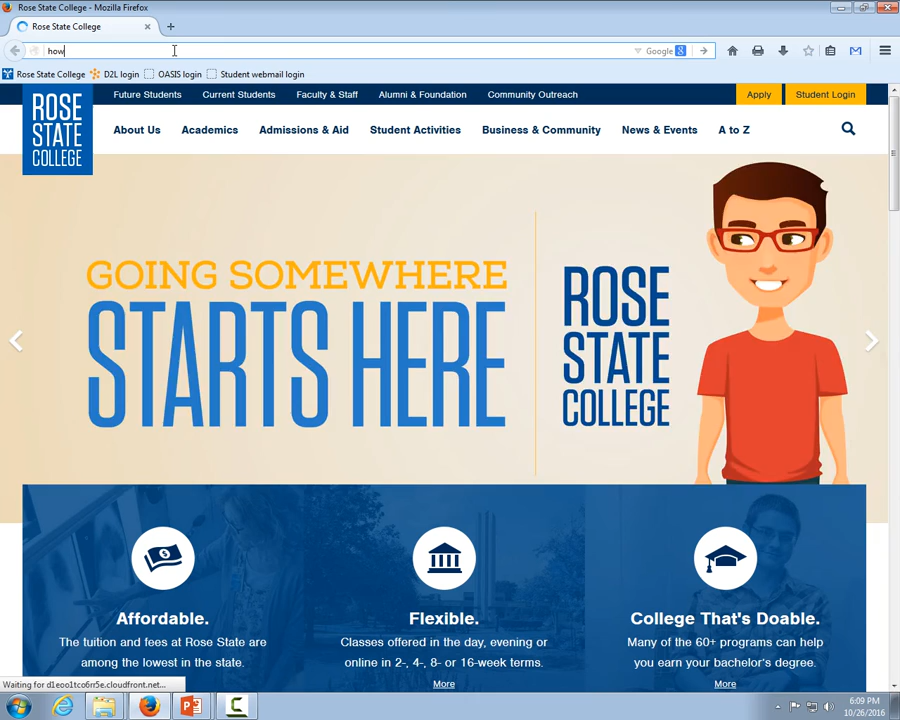 Rose State College - Mozilla Firefox
Rose State College
how
Google
8
Rose State College D2L login OASIS login Student webmail login
ROSE
STATE
COLLEGE
Future Students Current Students Faculty & Staff Alumni & Foundation Community Outreach Apply Student Login
About Us Academics Admissions & Aid Student Activities Business & Community News & Events A to Z
GOING SOMEWHERE
STARTS HERE
ROSE
STATE
COLLEGE
Affordable.
The tuition and fees at Rose State are
among the lowest in the state.
Flexible.
Classes offered in the day, evening or
online in 2-, 4-, 8- or 16-week terms.
More
College That's Doable.
Many of the 60+ programs can help
you earn your bachelor's degree.
More
Waiting for d1eoo1tco6rr5e.cloudfront.net...
6:09 PM
10/26/2016